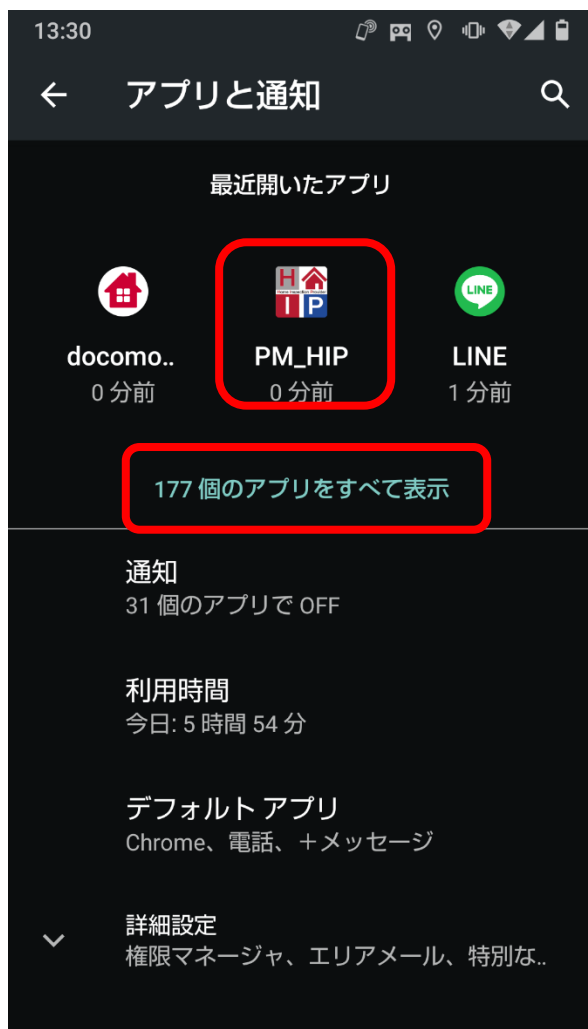 13:30
アプリと通知
最近開いたアプリ
H
I P
docomo.. PM_HIP LINE
0 分前 0 分前 1 分前
177 個のアプリをすべて表示
通知
31 個のアプリで OFF
利用時間
今日: 5 時間 54 分
デフォルト アプリ
Chrome、電話、+メッセージ
詳細設定
権限マネージャ、エリアメール、特別な..